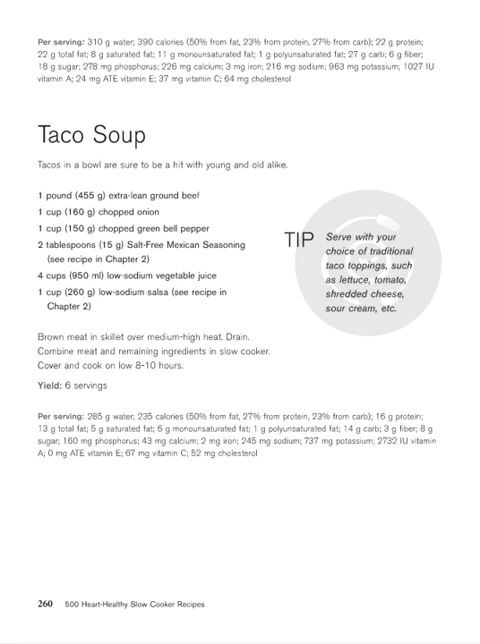 Per serving: 310 g water; 390 calories (50% from fat, 23% from protein, 27% from carb); 22 g protein;
22 g total fat; 8 g saturated fat; 11 g monounsaturated fat; 1 g polyunsaturated fat; 27 g carb; 6 g fiber;
18 g sugar; 278 mg phosphorus; 226 mg calcium; 3 mg iron; 216 mg sodium; 963 mg potassium; 1027 IU
vitamin A; 24 mg ATE vitamin E; 37 mg vitamin C; 64 mg cholesterol
Taco Soup
Tacos in a bowl are sure to be a hit with young and old alike.
1 pound (455 g) extra-lean ground beef
1 cup (160 g) chopped onion
1 cup (150 g) chopped green bell pepper
2 tablespoons (15 g) Salt-Free Mexican Seasoning
(see recipe in Chapter 2)
4 cups (950 ml) low-sodium vegetable juice
1 cup (260 g) low-sodium salsa (see recipe in
Chapter 2)
TIP
Serve with your
choice of traditional
taco toppings, such
as lettuce, tomato,
shredded cheese,
sour cream, etc.
Brown meat in skillet over medium-high heat. Drain.
Combine meat and remaining ingredients in slow cooker.
Cover and cook on low 8-10 hours.
Yield: 6 servings
Per serving: 285 g water; 235 calories (50% from fat, 27% from protein, 23% from carb); 16 g protein;
13 g total fat; 5 g saturated fat; 6 g monounsaturated fat; 1 g polyunsaturated fat; 14 g carb; 3 g fiber; 8 g
sugar; 160 mg phosphorus; 43 mg calcium; 2 mg iron; 245 mg sodium; 737 mg potassium; 2732 IU vitamin
A; 0 mg ATE vitamin E; 67 mg vitamin C; 52 mg cholesterol
260 500 Heart-Healthy Slow Cooker Recipes